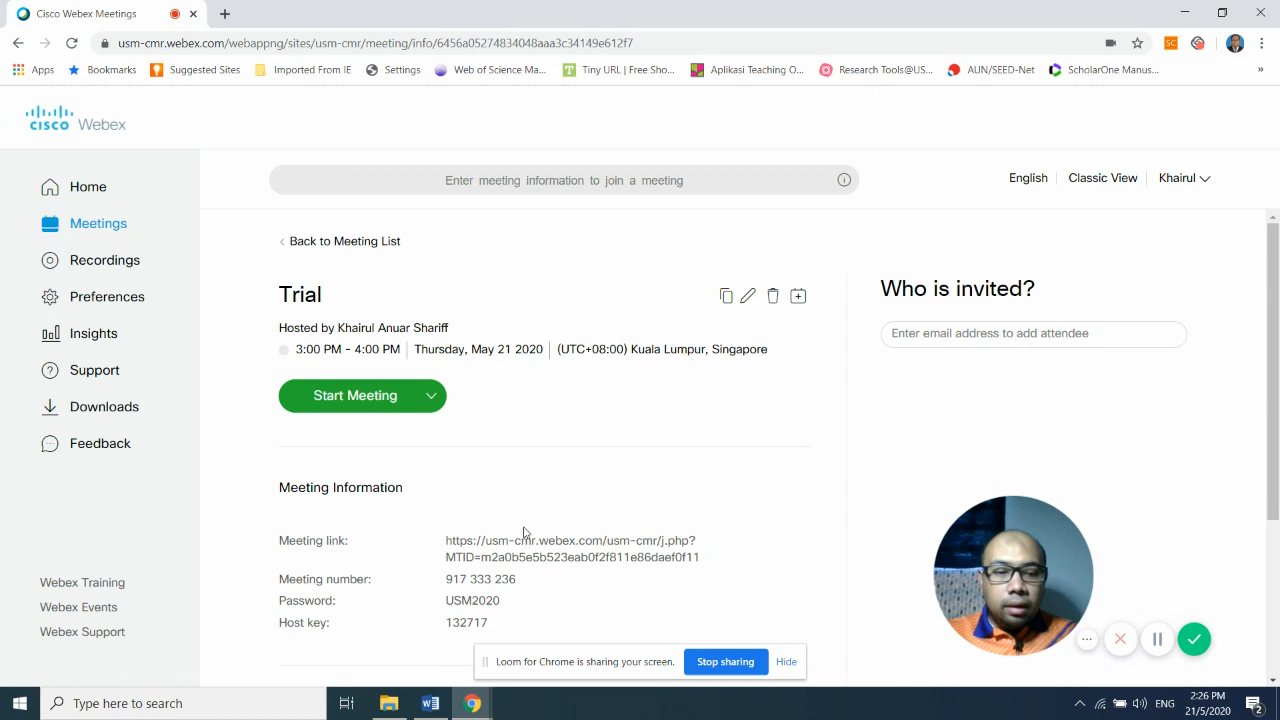 Cisco Webex Meetings
usm-cmr.webex.com/webappng/sites/usm-cmr/meeting/info/6456a05274834048aaa3c34149e612f7
SC
Apps
Bookmarks
Suggested Sites
Imported From IE
Settings
Web of Science Ma...
Tiny URL | Free Sho...
Aplikasi Teaching O...
Research Tools@US...
AUN/SEED-Net
ScholarOne Manus...
»
cisco Webex
Enter meeting information to join a meeting
English
Classic View
Khairul
Home
Meetings
Recordings
Preferences
Insights
Support
Downloads
Feedback
Webex Training
Webex Events
Webex Support
Back to Meeting List
Trial
Hosted by Khairul Anuar Shariff
3:00 PM - 4:00 PM | Thursday, May 21 2020 | (UTC+08:00) Kuala Lumpur, Singapore
Start Meeting
Meeting Information
Meeting link: https://usm-cmr.webex.com/usm-cmr/j.php?
MTID=m2a0b5e5b523eab0f2f811e86daef0f11
Meeting number: 917 333 236
Password: USM2020
Host key: 132717
Who is invited?
Enter email address to add attendee
Loom for Chrome is sharing your screen.
Stop sharing
Hide
Type here to search
ENG
2:26 PM
21/5/2020
2